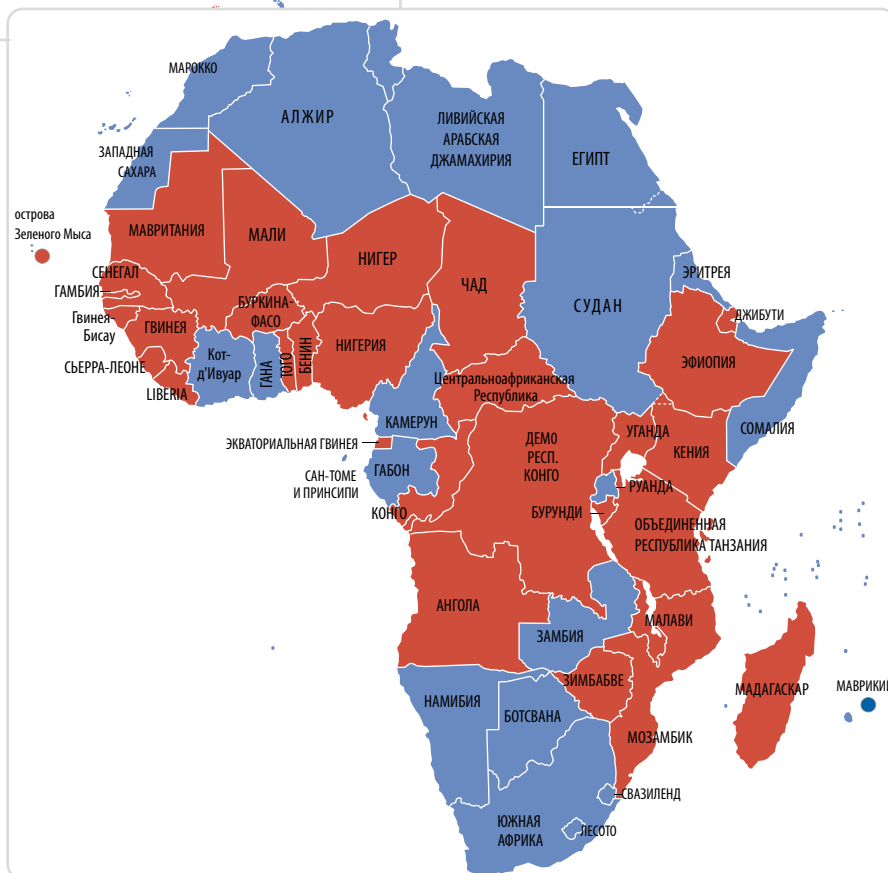 МАРОККО
АЛЖИР
ЛИВИЙСКАЯ
АРАБСКАЯ
ДЖАМАХИРИЯ
ЕГИПТ
ЗАПАДНАЯ
САХАРА
острова
Зеленого Мыса
МАВРИТАНИЯ
МАЛИ
НИГЕР
ЧАД
СУДАН
ЭРИТРЕЯ
СЕНЕГАЛ
ГАМБИЯ
Гвинея-
Бисау
ГВИНЕЯ
БУРКИНА-
ФАСО
ДЖИБУТИ
СЬЕРРА-ЛЕОНЕ
LIBERIA
Кот-
д'Ивуар
ГАНА
ТОГО
БЕНИН
НИГЕРИЯ
ЭФИОПИЯ
Центральноафриканская
Республика
КАМЕРУН
СОМАЛИЯ
ЭКВАТОРИАЛЬНАЯ ГВИНЕЯ
САН-ТОМЕ
И ПРИНСИПИ
ГАБОН
КОНГО
ДЕМО
РЕСП.
КОНГО
УГАНДА
КЕНИЯ
РУАНДА
БУРУНДИ
ОБЪЕДИНЕННАЯ
РЕСПУБЛИКА ТАНЗАНИЯ
АНГОЛА
ЗАМБИЯ
МАЛАВИ
ЗИМБАБВЕ
МАДАГАСКАР
МАВРИКИЙ
НАМИБИЯ
БОТСВАНА
МОЗАМБИК
СВАЗИЛЕНД
ЮЖНАЯ
АФРИКА
ЛЕСОТО